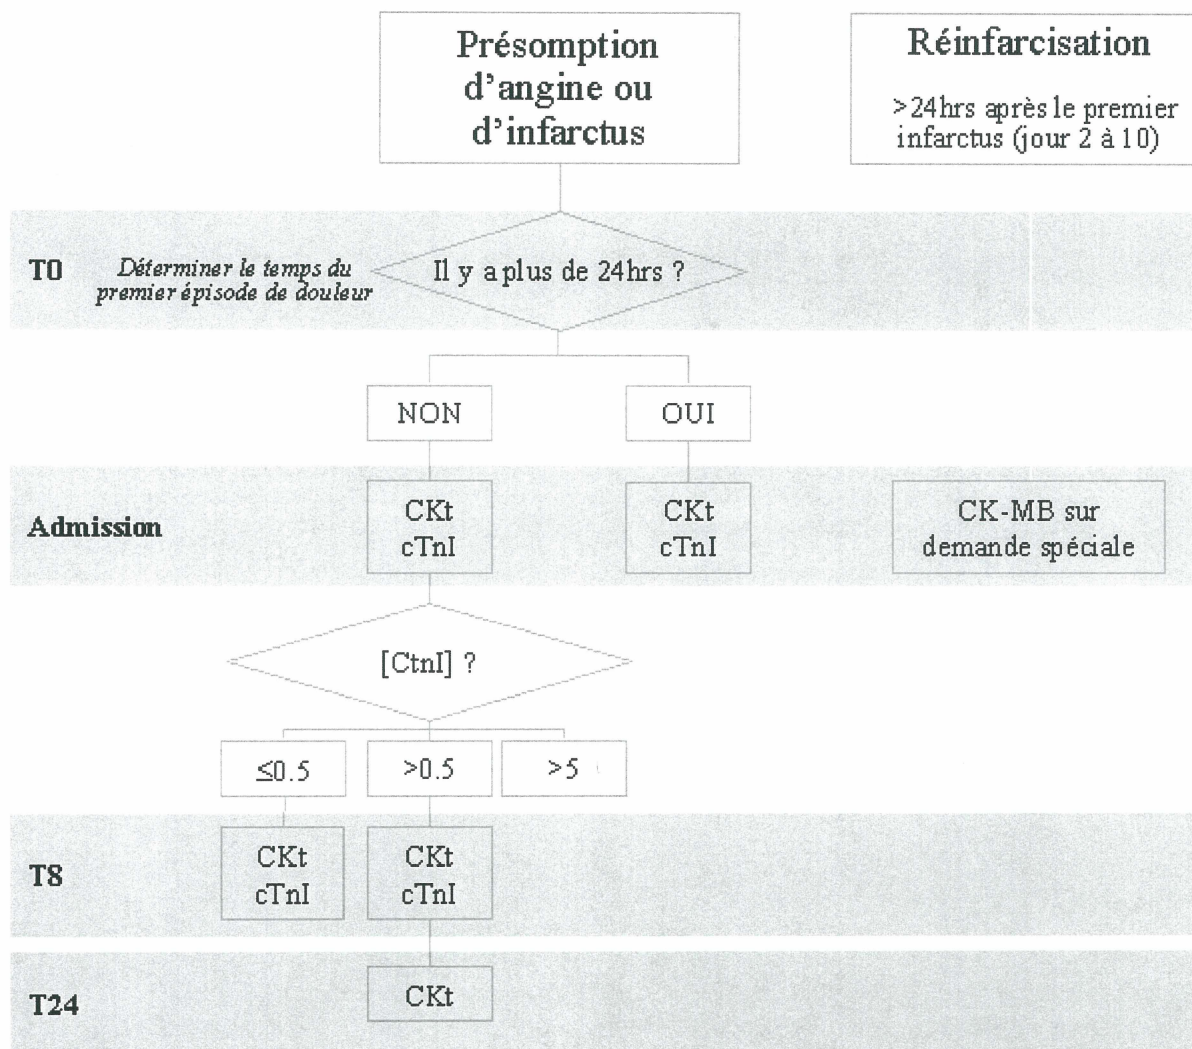 Présomption
d'angine ou
d'infarctus
Réinfarcisation
>24hrs après le premier
infarctus (jour 2 à 10)
T0
Déterminer le temps du
premier épisode de douleur
Il y a plus de 24hrs ?
NON
OUI
Admission
CKt
cTnI
CKt
cTnI
CK-MB sur
demande spéciale
[CtnI] ?
≤0.5
>0.5
>5
T8
CKt
cTnI
CKt
cTnI
T24
CKt